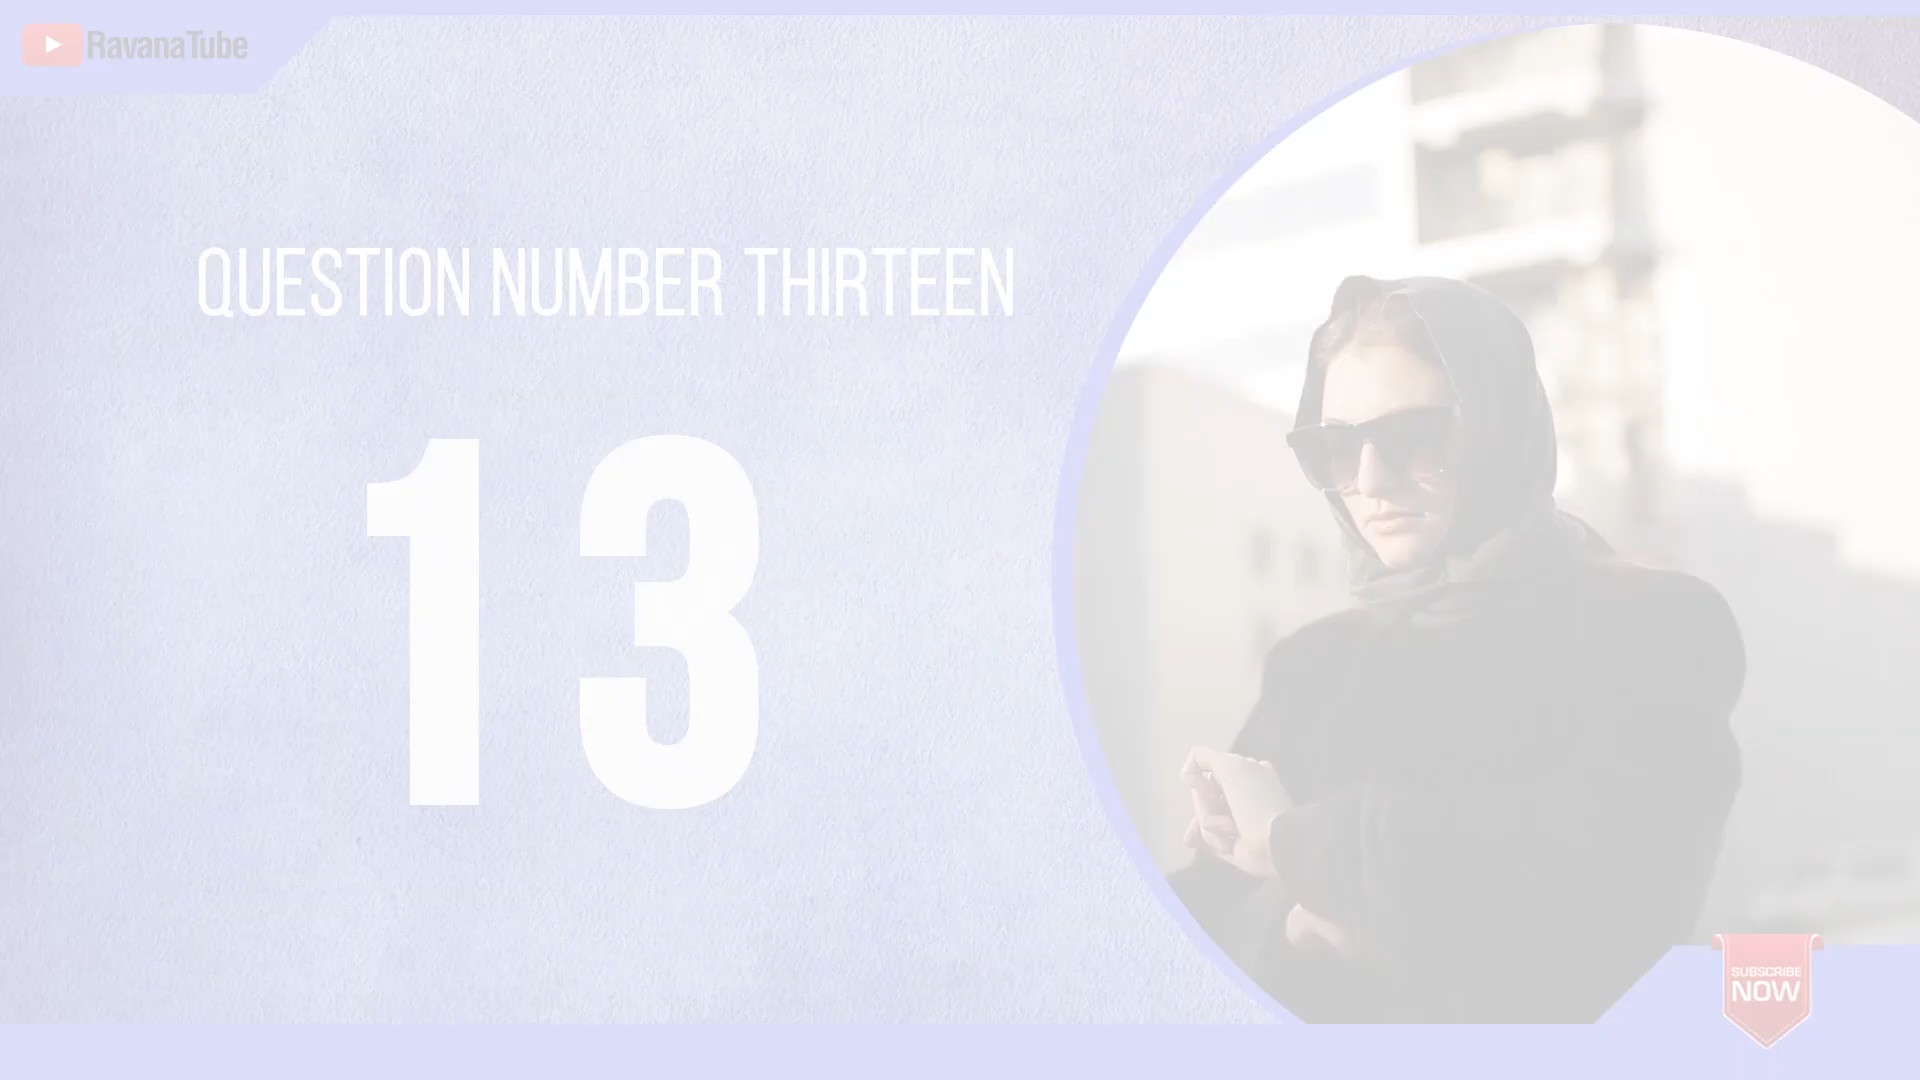 RavanaTube
QUESTION NUMBER THIRTEEN
13
SUBSCRIBE
NOW